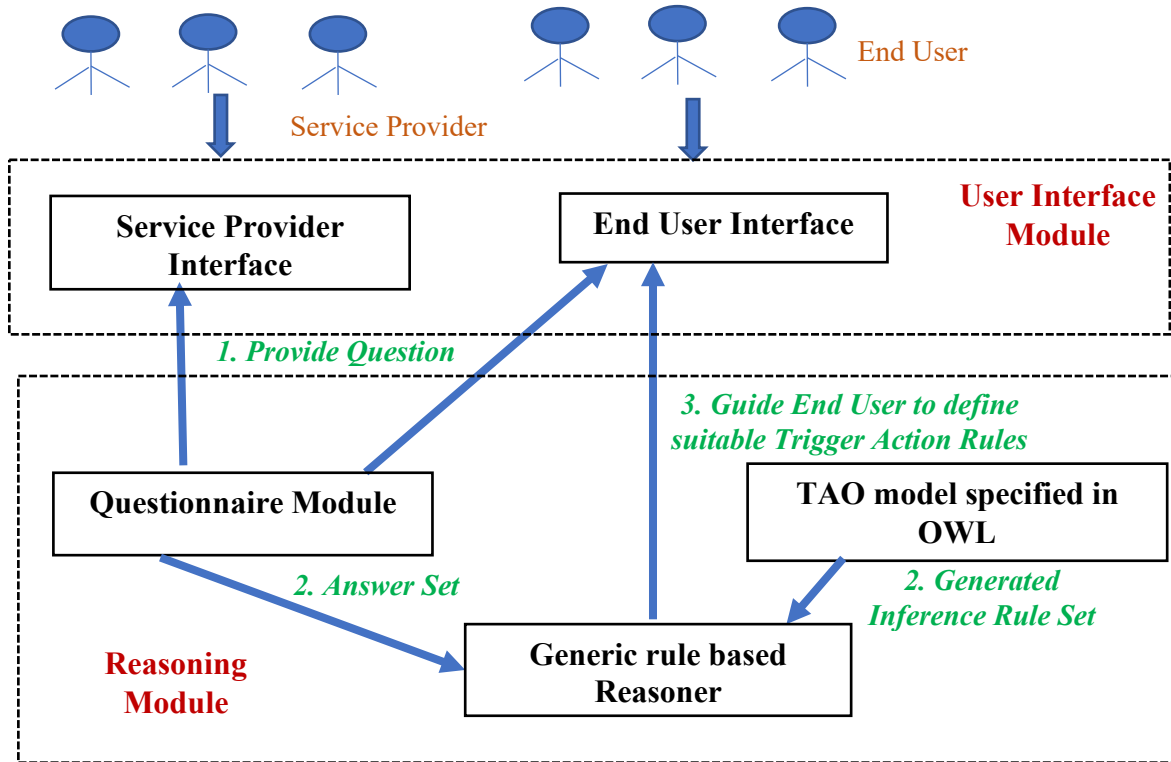 End User
Service Provider
Service Provider
Interface
End User Interface
User Interface
Module
1. Provide Question
3. Guide End User to define
suitable Trigger Action Rules
Questionnaire Module
TAO model specified in
OWL
2. Answer Set
2. Generated
Inference Rule Set
Generic rule based
Reasoner
Reasoning
Module